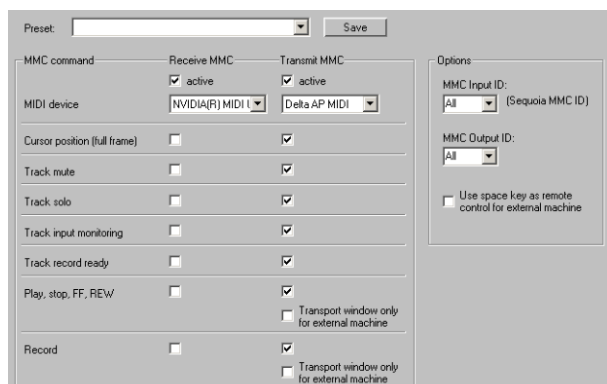 Preset:
Save
MMC command
Receive MMC
Transmit MMC
active
active
MIDI device
NVIDIA(R) MIDI
Delta AP MIDI
Cursor position (full frame)
Track mute
Track solo
Track input monitoring
Track record ready
Play, stop, FF, REW
Transport window only
for external machine
Record
Transport window only
for external machine
Options
MMC Input ID:
All
(Sequoia MMC ID)
MMC Output ID:
All
Use space key as remote
control for external machine